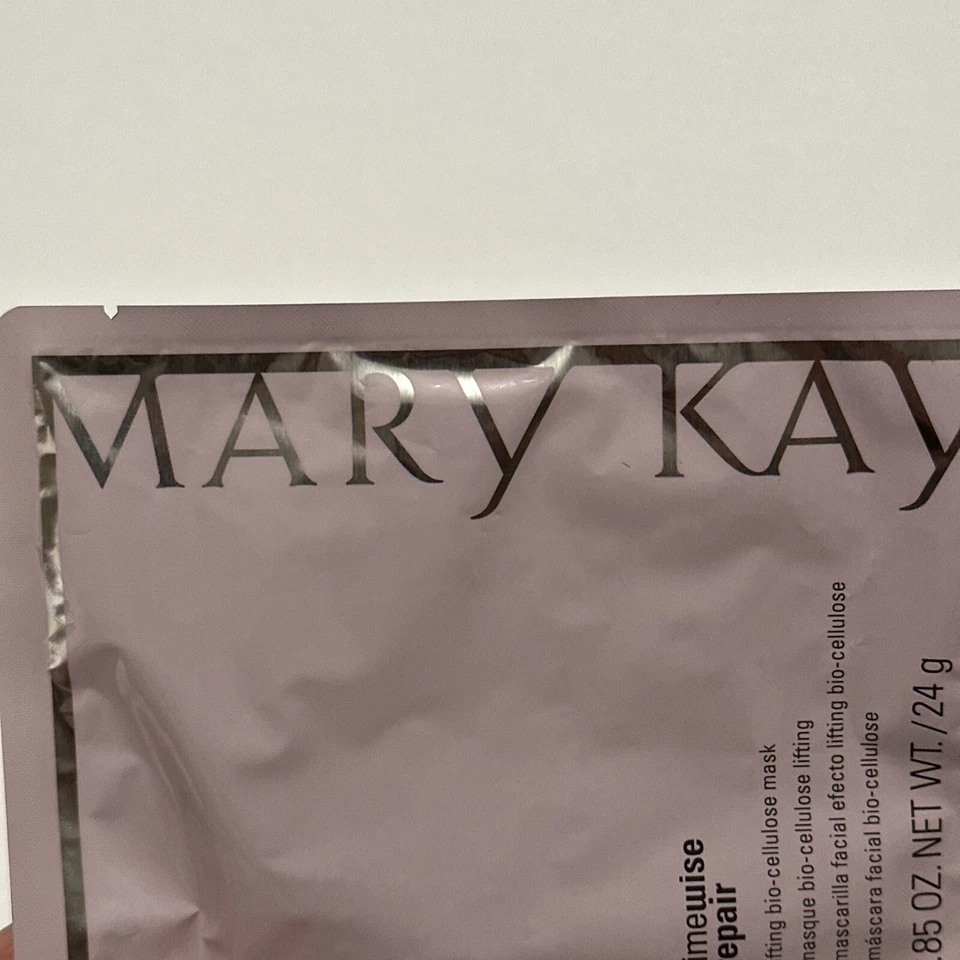 MARY KAY
imewise
epair
fting bio-cellulose mask
masque bio-cellulose lifting
mascarilla facial efecto lifting bio-cellulose
máscara facial bio-cellulose
.85 OZ. NET WT. / 24 g